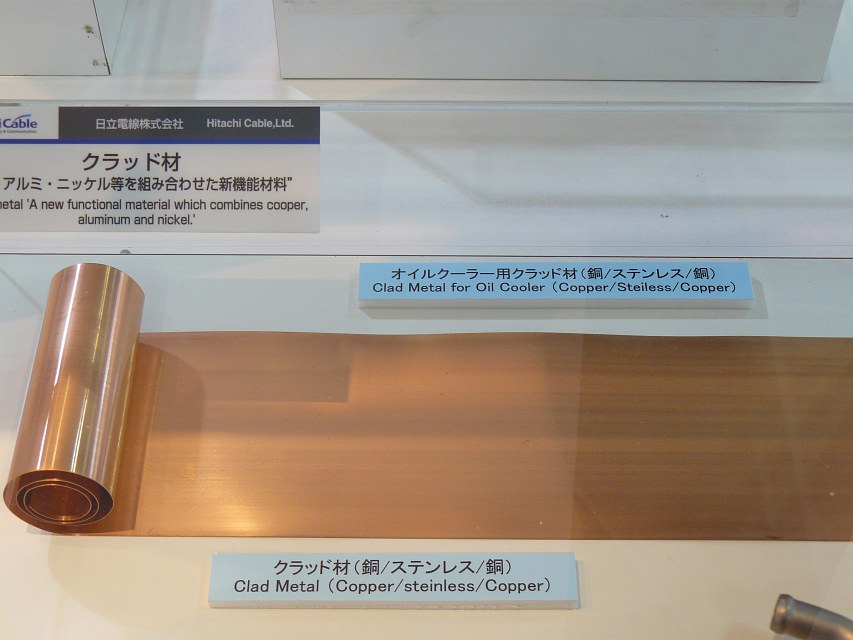 iCable
日立電線株式会社 Hitachi Cable,Ltd.
クラッド材
アルミ・ニッケル等を組み合わせた新機能材料”
etal 'A new functional material which combines cooper,
aluminum and nickel.'
オイルクーラー用クラッド材(銅/ステンレス/銅)
Clad Metal for Oil Cooler (Copper/Steiless/Copper)
クラッド材(銅/ステンレス/銅)
Clad Metal (Copper/steinless/Copper)